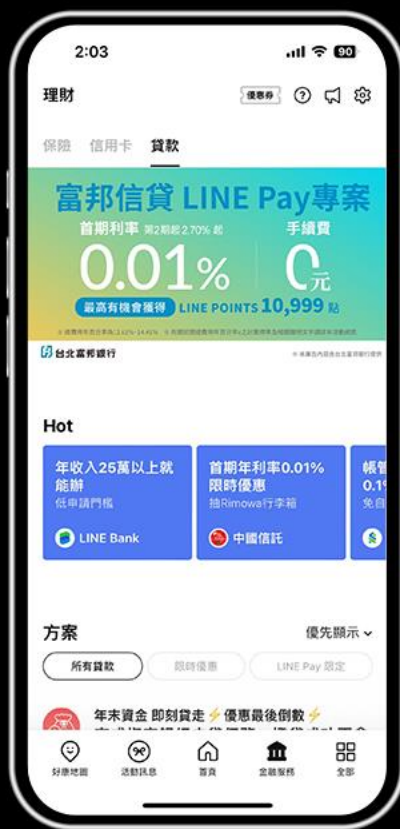 2:03
90
理財
優惠券
保險 信用卡 貸款
富邦信貸 LINE Pay專案
首期利率 第2期起2.70% 起
手續費
0.01%
0元
最高有機會獲得 LINE POINTS 10,999 點
台北富邦銀行
Hot
年收入25萬以上就
能辦
低申請門檻
LINE Bank
首期年利率0.01%
限時優惠
抽Rimowa行李箱
中國信託
帳管
0.1%
免自
方案
優先顯示
所有貸款
限時優惠
LINE Pay 限定
年末資金 即刻貸走⚡優惠最後倒數⚡
好康地圖
活動訊息
首頁
金融服務
全部